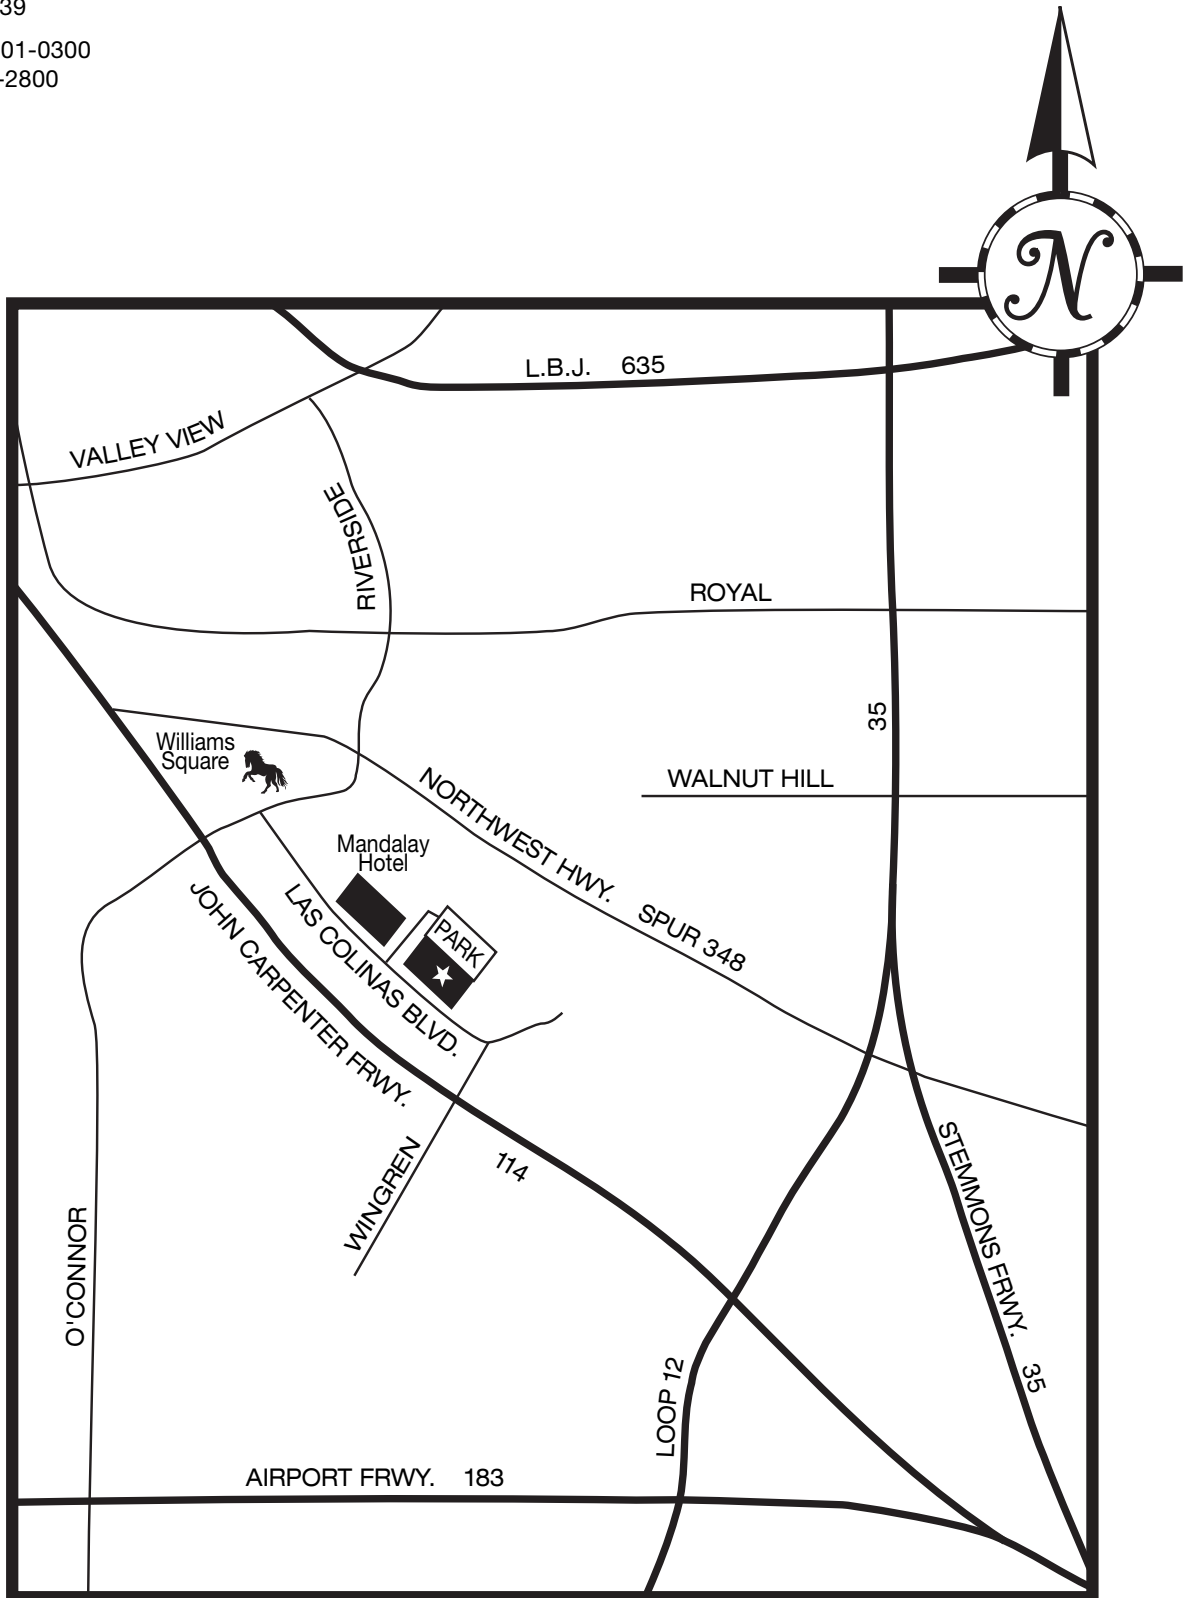 39
01-0300
-2800
N
L.B.J. 635
VALLEY VIEW
RIVERSIDE
ROYAL
35
Williams
Square
WALNUT HILL
NORTHWEST HWY. SPUR 348
Mandalay
Hotel
PARK
LAS COLINAS BLVD.
JOHN CARPENTER FRWY.
114
WINGREN
STEMMONS FRWY. 35
O'CONNOR
LOOP 12
AIRPORT FRWY. 183